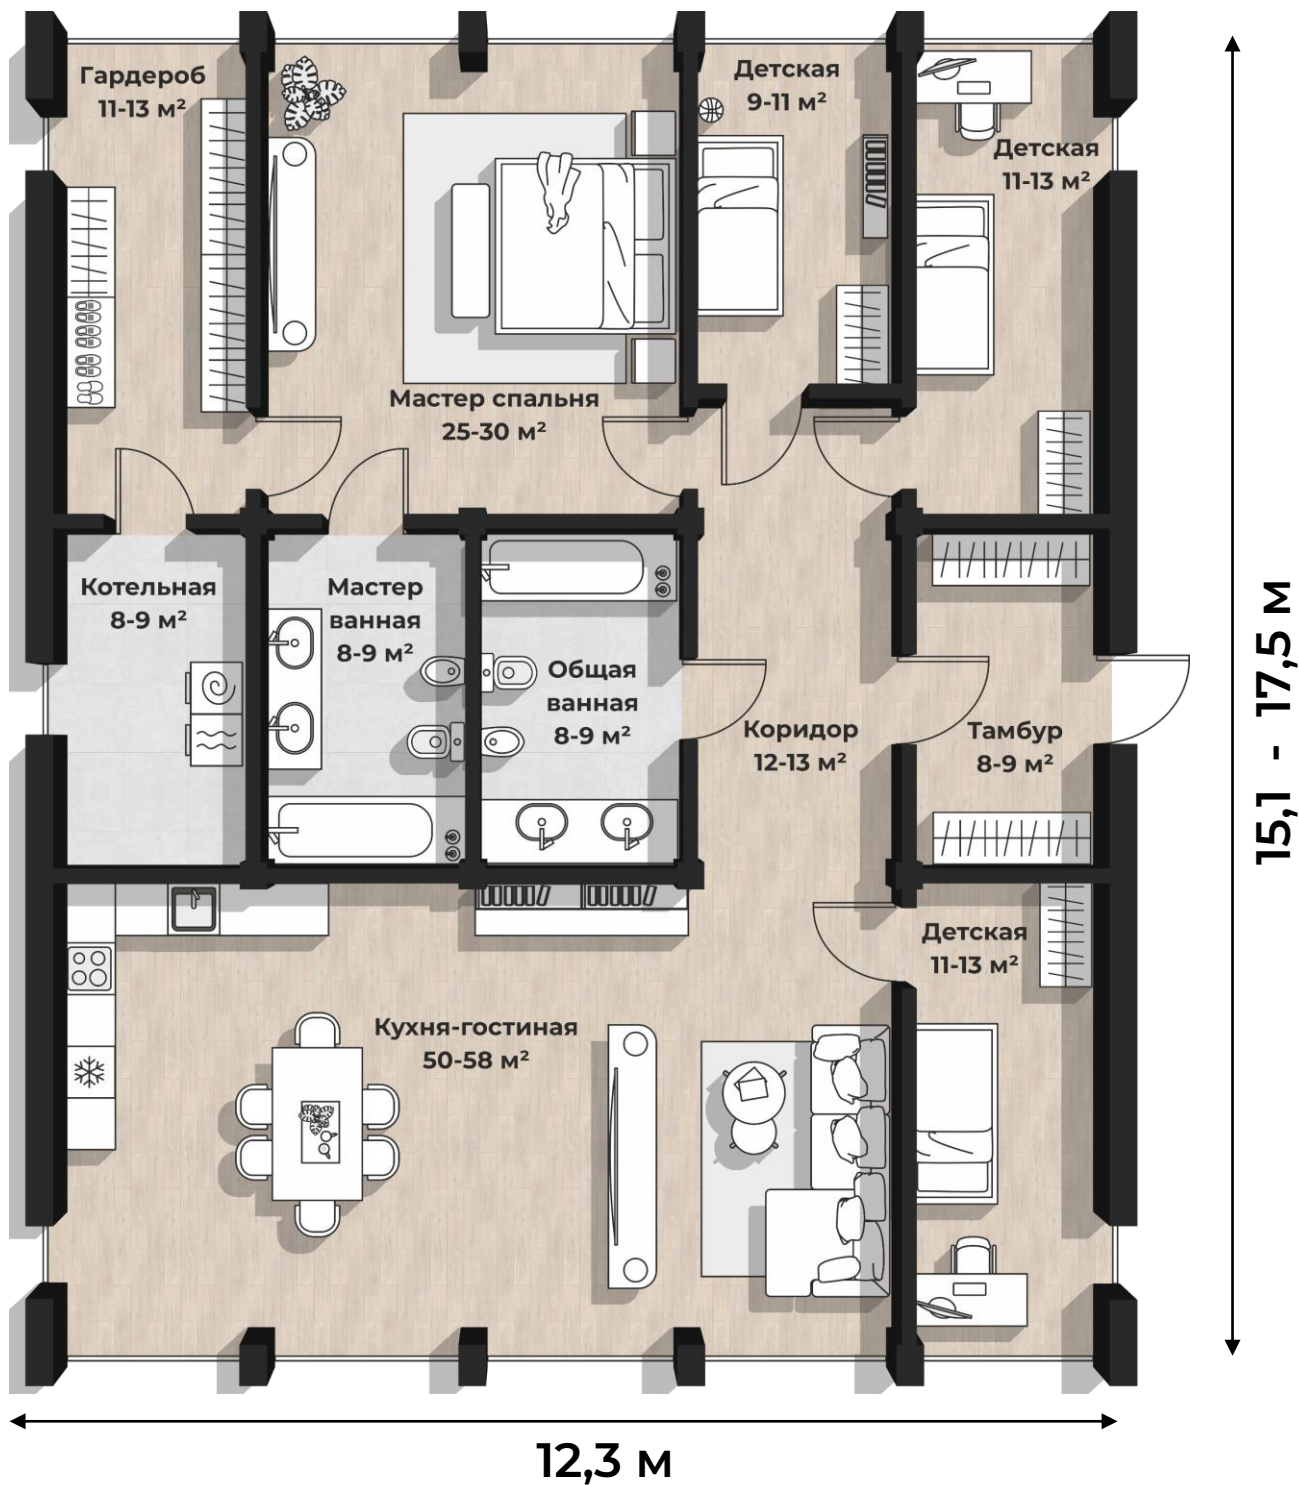 Гардероб
11-13 м²
Детская
9-11 м²
Детская
11-13 м²
Мастер спальня
25-30 м²
Котельная
8-9 м²
Мастер
ванная
8-9 м²
Общая
ванная
8-9 м²
Коридор
12-13 м²
Тамбур
8-9 м²
Детская
11-13 м²
Кухня-гостиная
50-58 м²
15,1 - 17,5 м
12,3 м